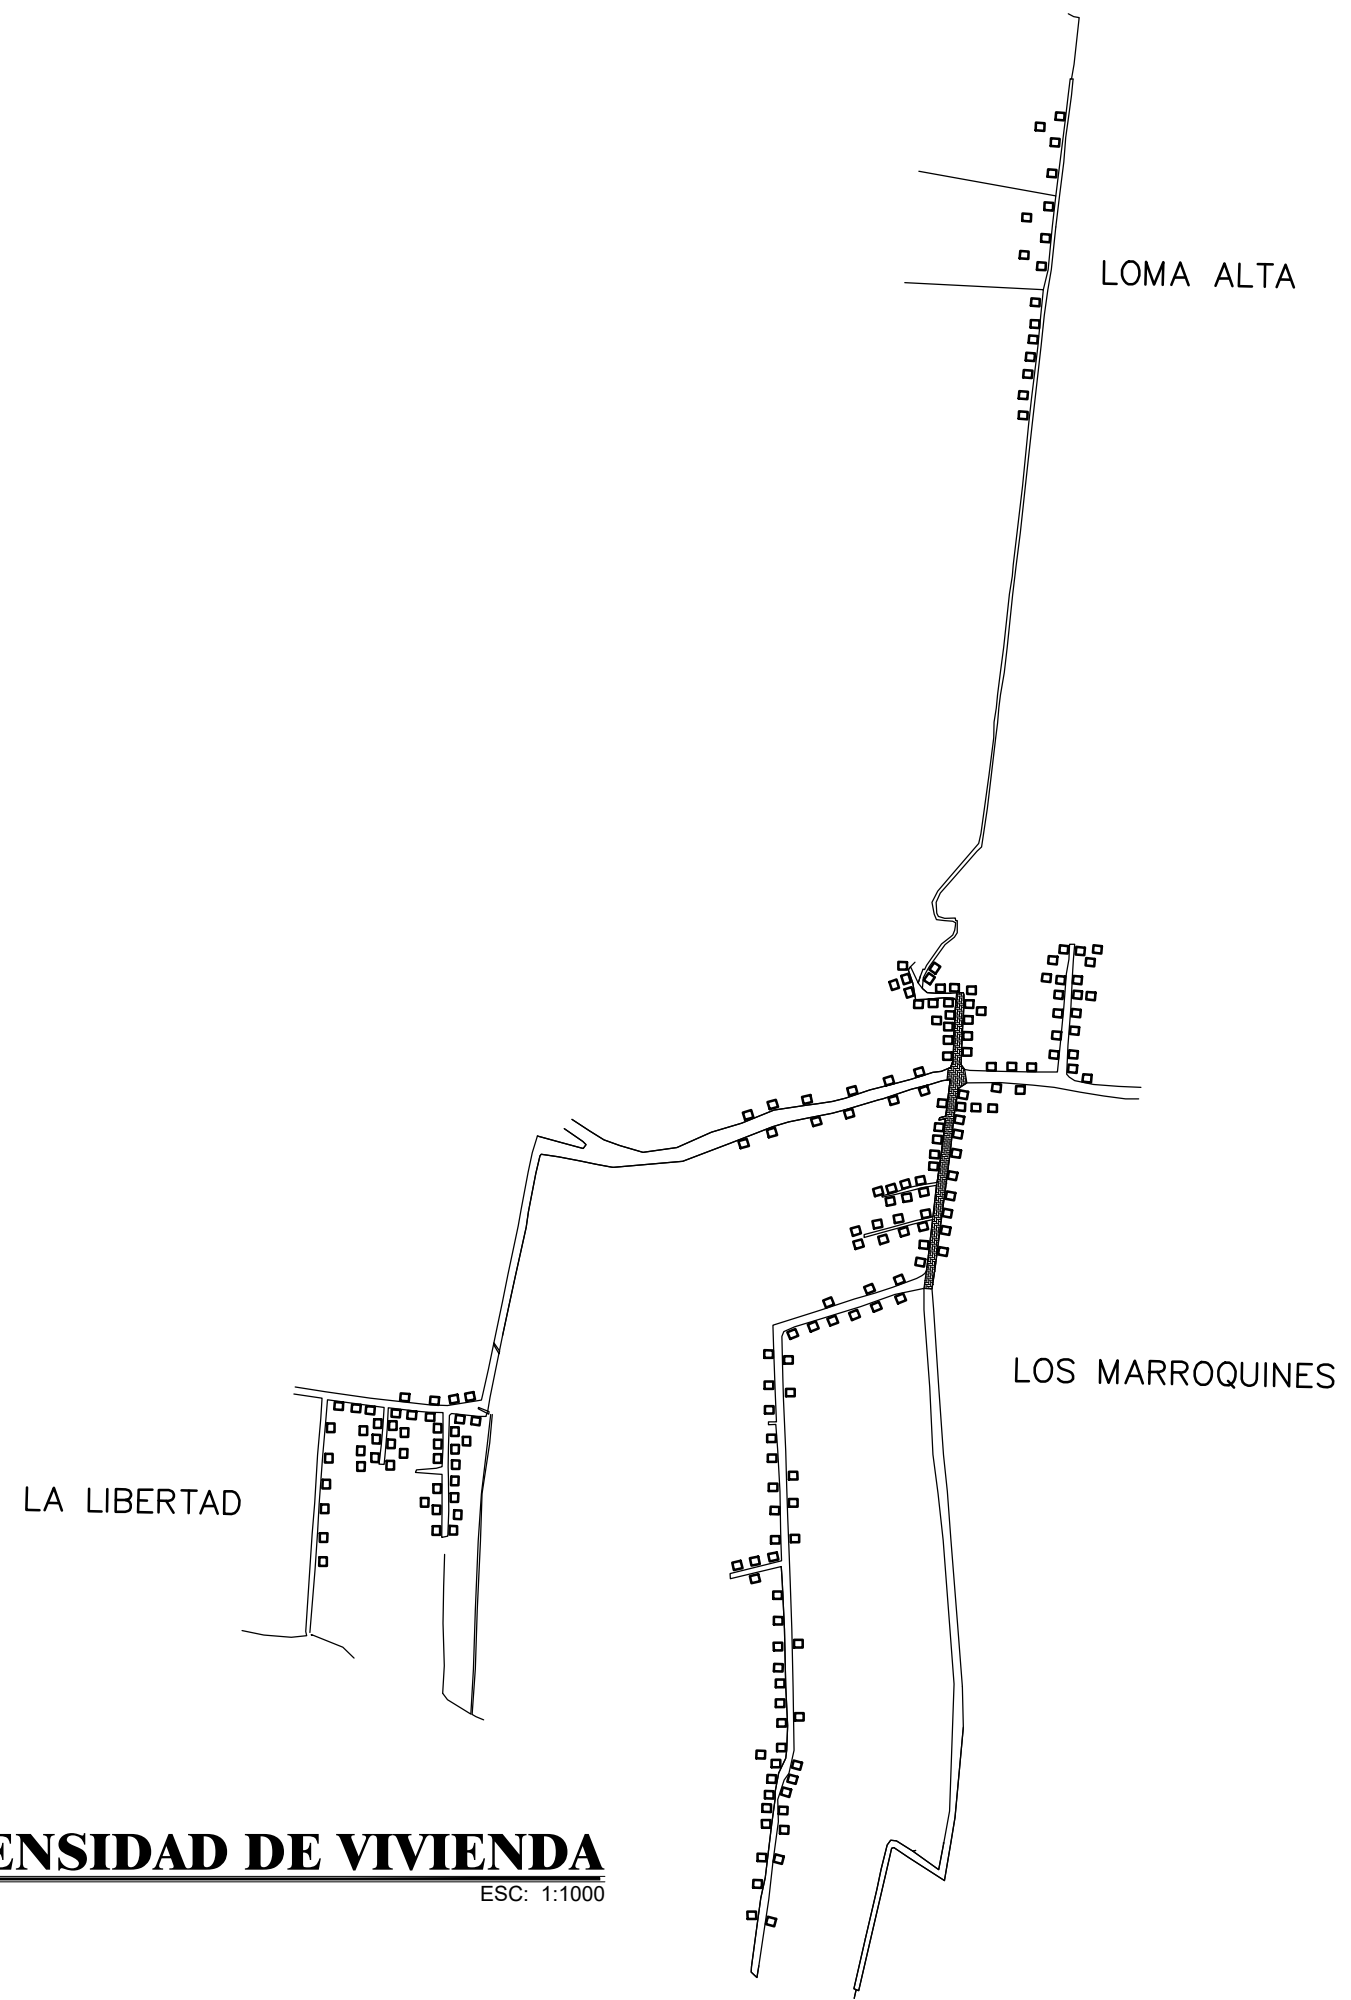 LOMA ALTA
LOS MARROQUINES
LA LIBERTAD
ENSIDAD DE VIVIENDA
ESC: 1:1000